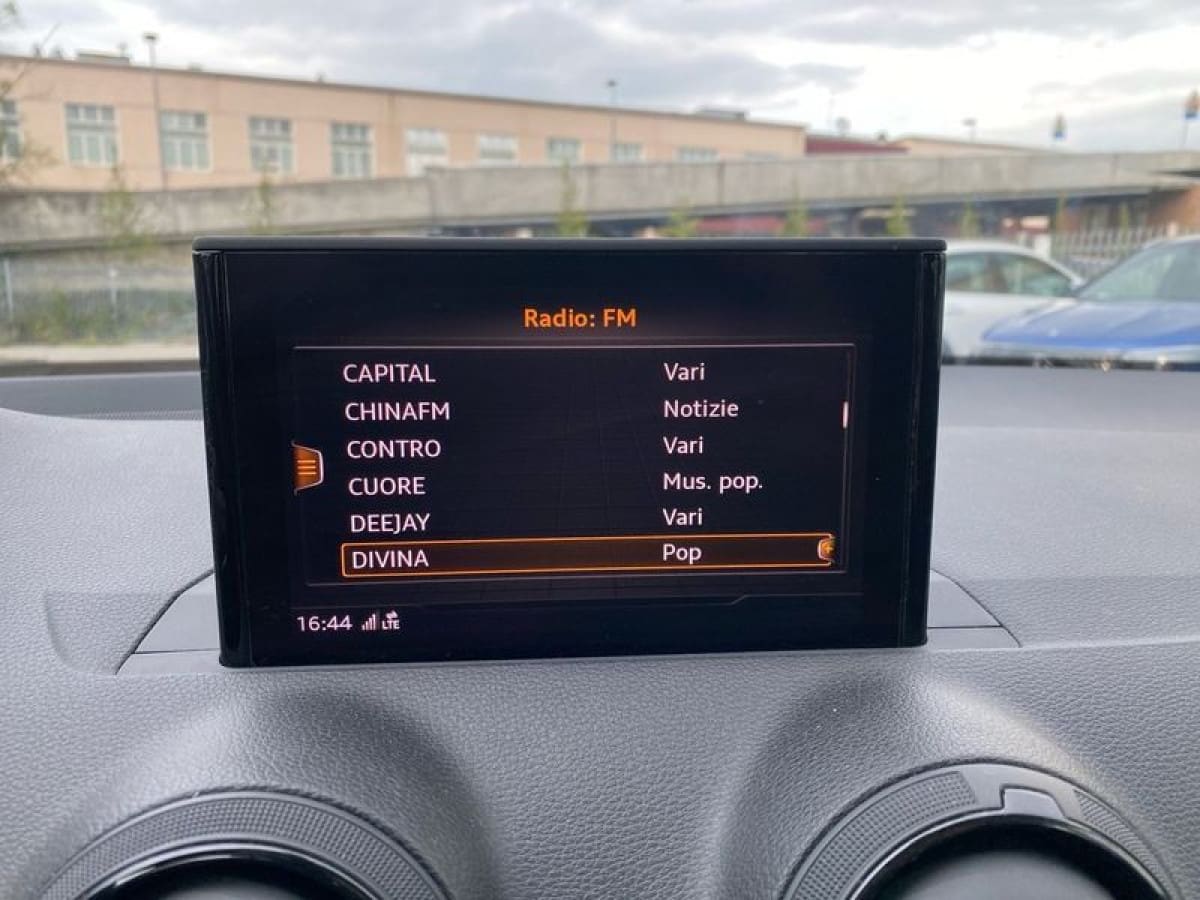 Radio: FM
CAPITAL Vari
CHINAFM Notizie
CONTRO Vari
CUORE Mus. pop.
DEEJAY Vari
DIVINA Pop
16:44 LTE